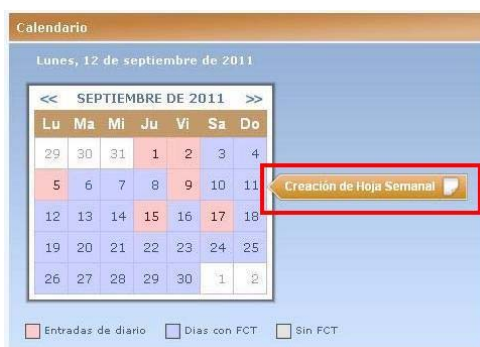 Calendario
Lunes, 12 de septiembre de 2011
<< SEPTIEMBRE DE 2011 >>
Lu Ma Mi Ju Vi Sa Do
29 30 31 1 2 3 4
5 6 7 8 9 10 11 Creación de Hoja Semanal
12 13 14 15 16 17 18
19 20 21 22 23 24 25
26 27 28 29 30 1 2
Entradas de diario Dias con FCT Sin FCT